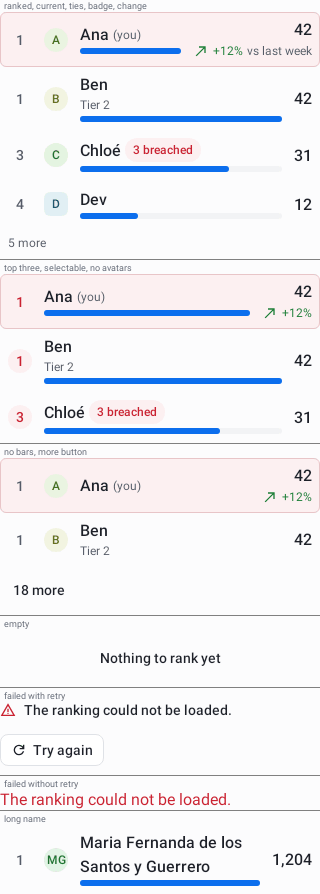 ranked, current, ties, badge, change
1 A Ana (you) 42
+12% vs last week
1 B Ben 42
Tier 2
3 C Chloé 3 breached 31
4 D Dev 12
5 more
top three, selectable, no avatars
1 Ana (you) 42
+12%
1 Ben 42
Tier 2
3 Chloé 3 breached 31
no bars, more button
1 A Ana (you) 42
+12%
1 B Ben 42
Tier 2
18 more
empty
Nothing to rank yet
failed with retry
The ranking could not be loaded.
Try again
failed without retry
The ranking could not be loaded.
long name
1 MG Maria Fernanda de los 1,204
Santos y Guerrero